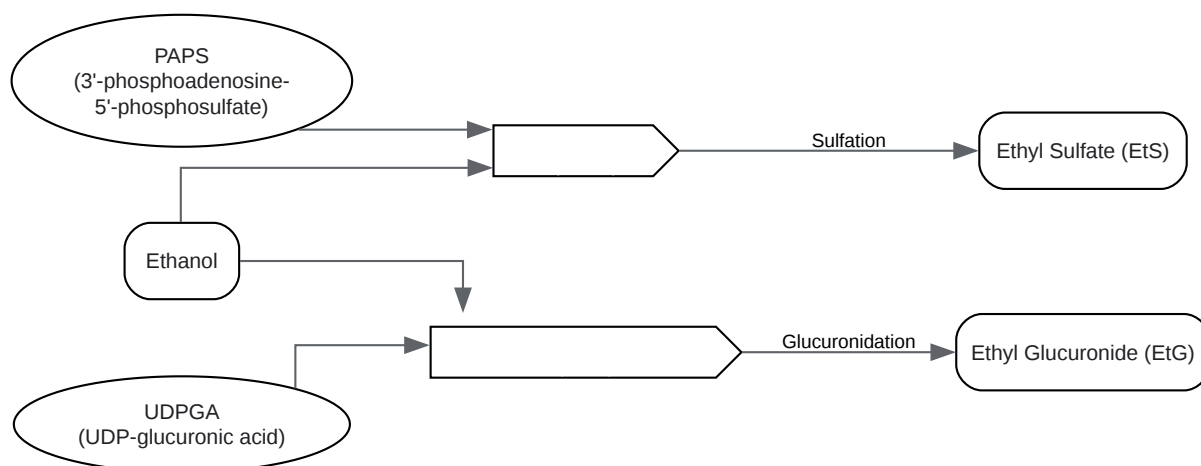 PAPS
(3'-phosphoadenosine-
5'-phosphosulfate)
Sulfation
Ethyl Sulfate (EtS)
Ethanol
Glucuronidation
Ethyl Glucuronide (EtG)
UDPGA
(UDP-glucuronic acid)